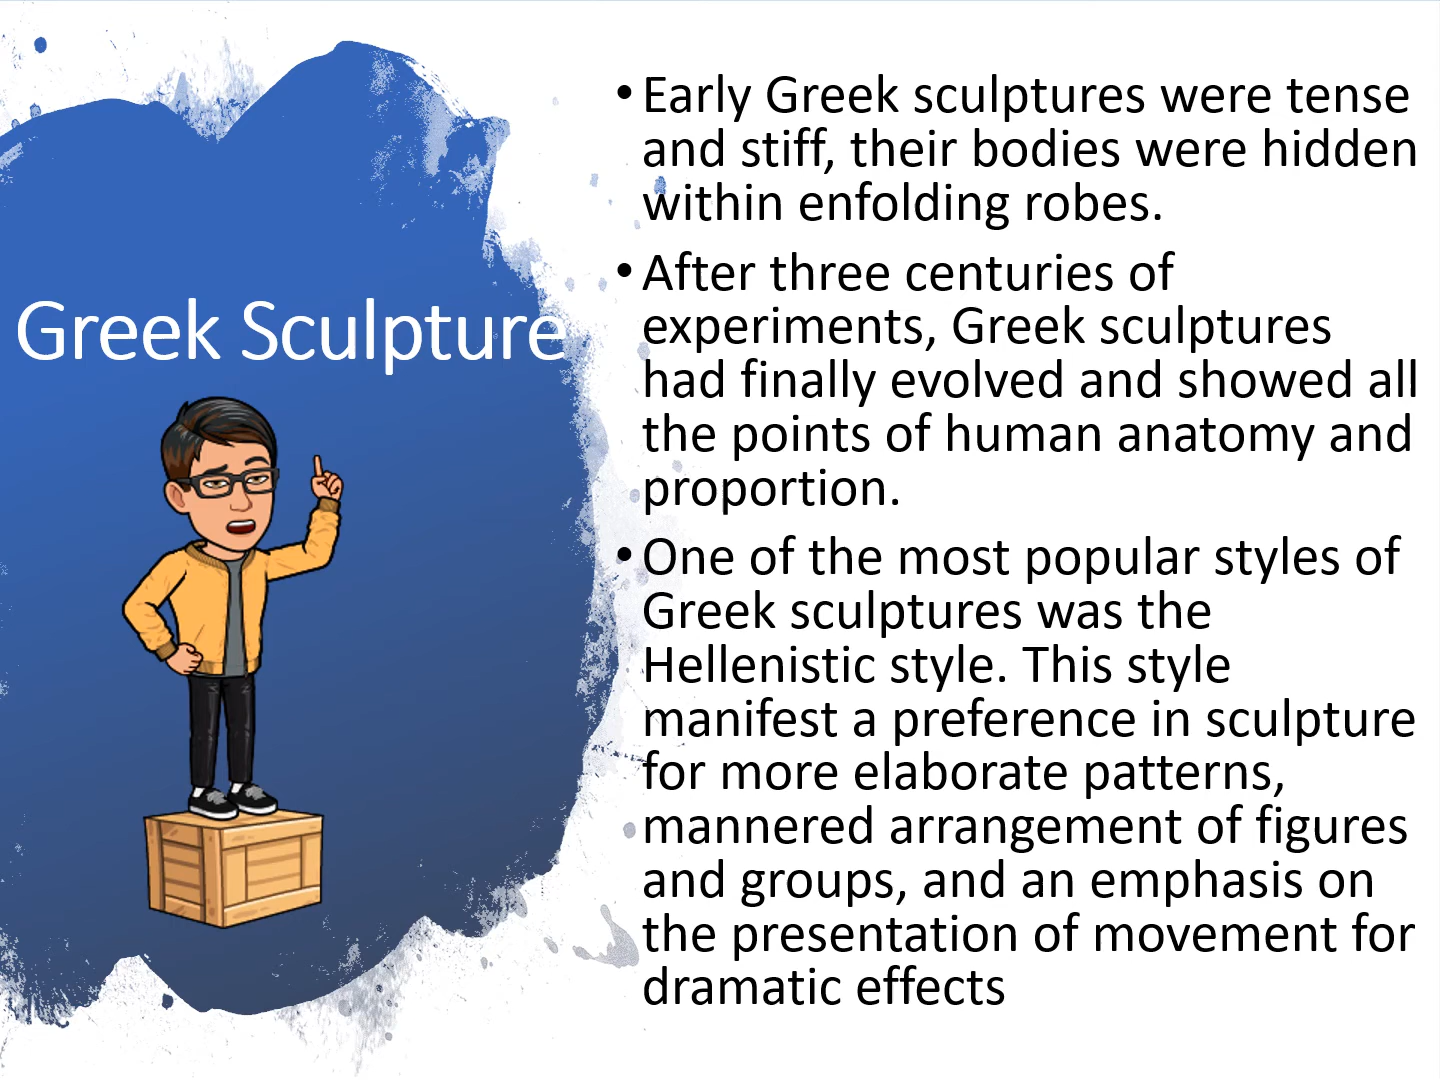 Greek Sculpture
• Early Greek sculptures were tense
and stiff, their bodies were hidden
within enfolding robes.
• After three centuries of
experiments, Greek sculptures
had finally evolved and showed all
the points of human anatomy and
proportion.
• One of the most popular styles of
Greek sculptures was the
Hellenistic style. This style
manifest a preference in sculpture
for more elaborate patterns,
mannered arrangement of figures
and groups, and an emphasis on
the presentation of movement for
dramatic effects